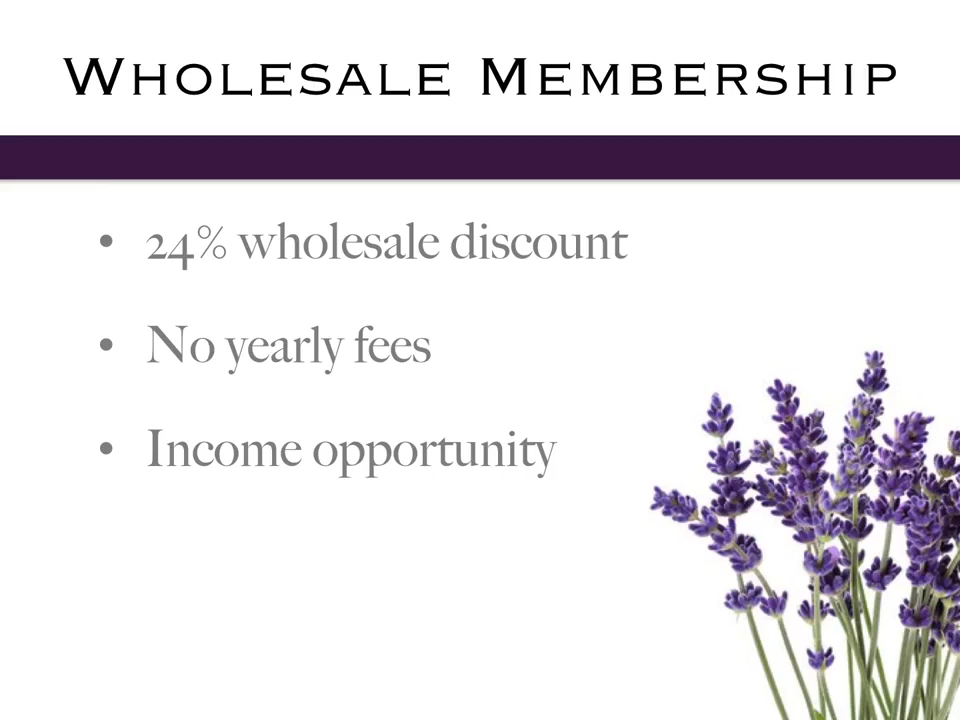 Wholesale Membership
• 24% wholesale discount
• No yearly fees
• Income opportunity